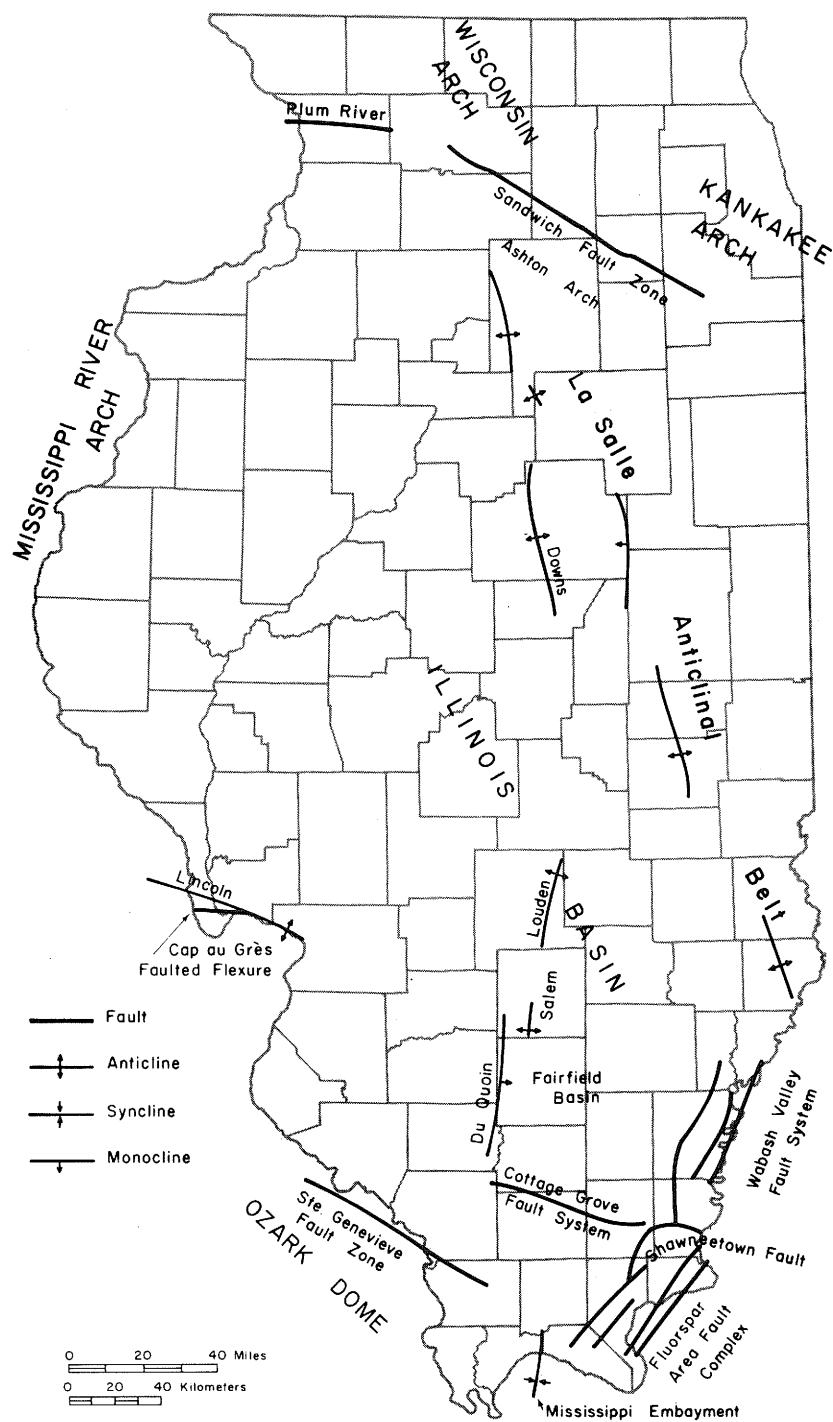 WISCONSIN
ARCH
Plum River
KANKAKEE
ARCH
Sandwich Fault Zone
Ashton Arch
MISSISSIPPI RIVER
ARCH
La Salle
Downs
Anticlinal
ILLINOIS
Belt
Lincoln
Louden
BASIN
Cap au Grès
Faulted Flexure
Salem
Fault
Anticline
Syncline
Monocline
Du Quoin
Fairfield
Basin
Wabash Valley
Fault System
Cottage Grove
Fault System
Ste. Genevieve
Fault Zone
OZARK DOME
Shawneetown Fault
Fluorspar
Area Fault
Complex
0 20 40 Miles
0 20 40 Kilometers
Mississippi Embayment